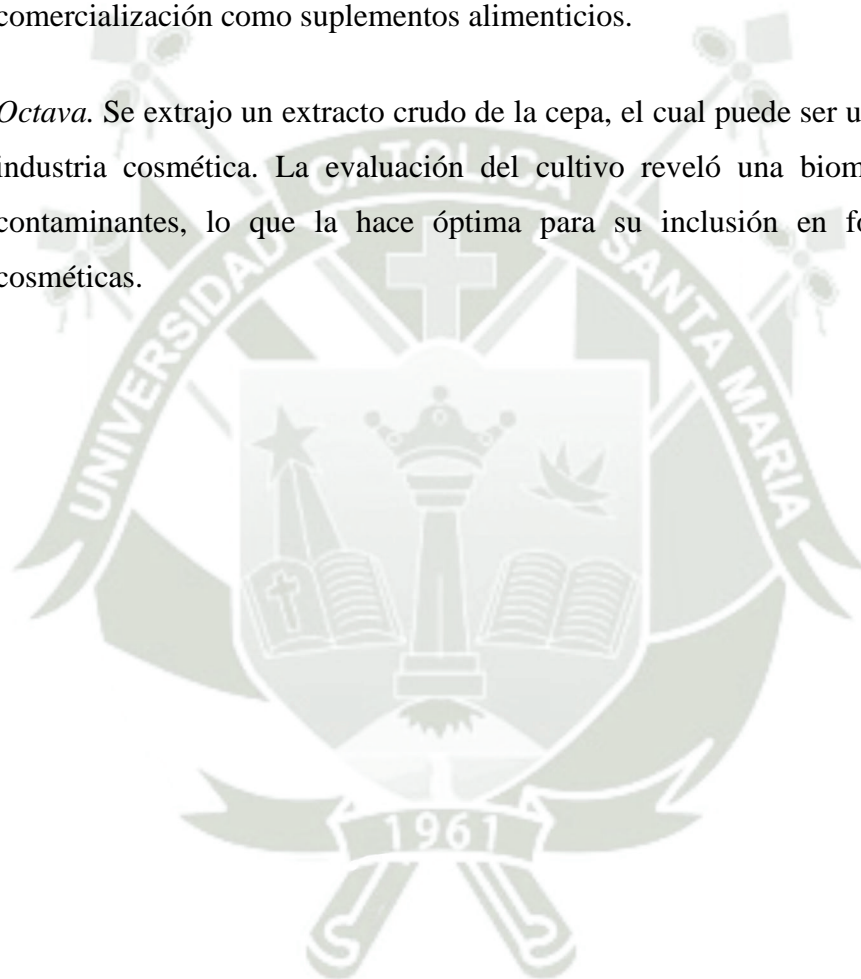 comercialización como suplementos alimenticios.
Octava. Se extrajo un extracto crudo de la cepa, el cual puede ser
industria cosmética. La evaluación del cultivo reveló una
contaminantes, lo que la hace óptima para su inclusión en
cosméticas.
UNIVERSIDAD CATOLICA SANTA MARIA
1961